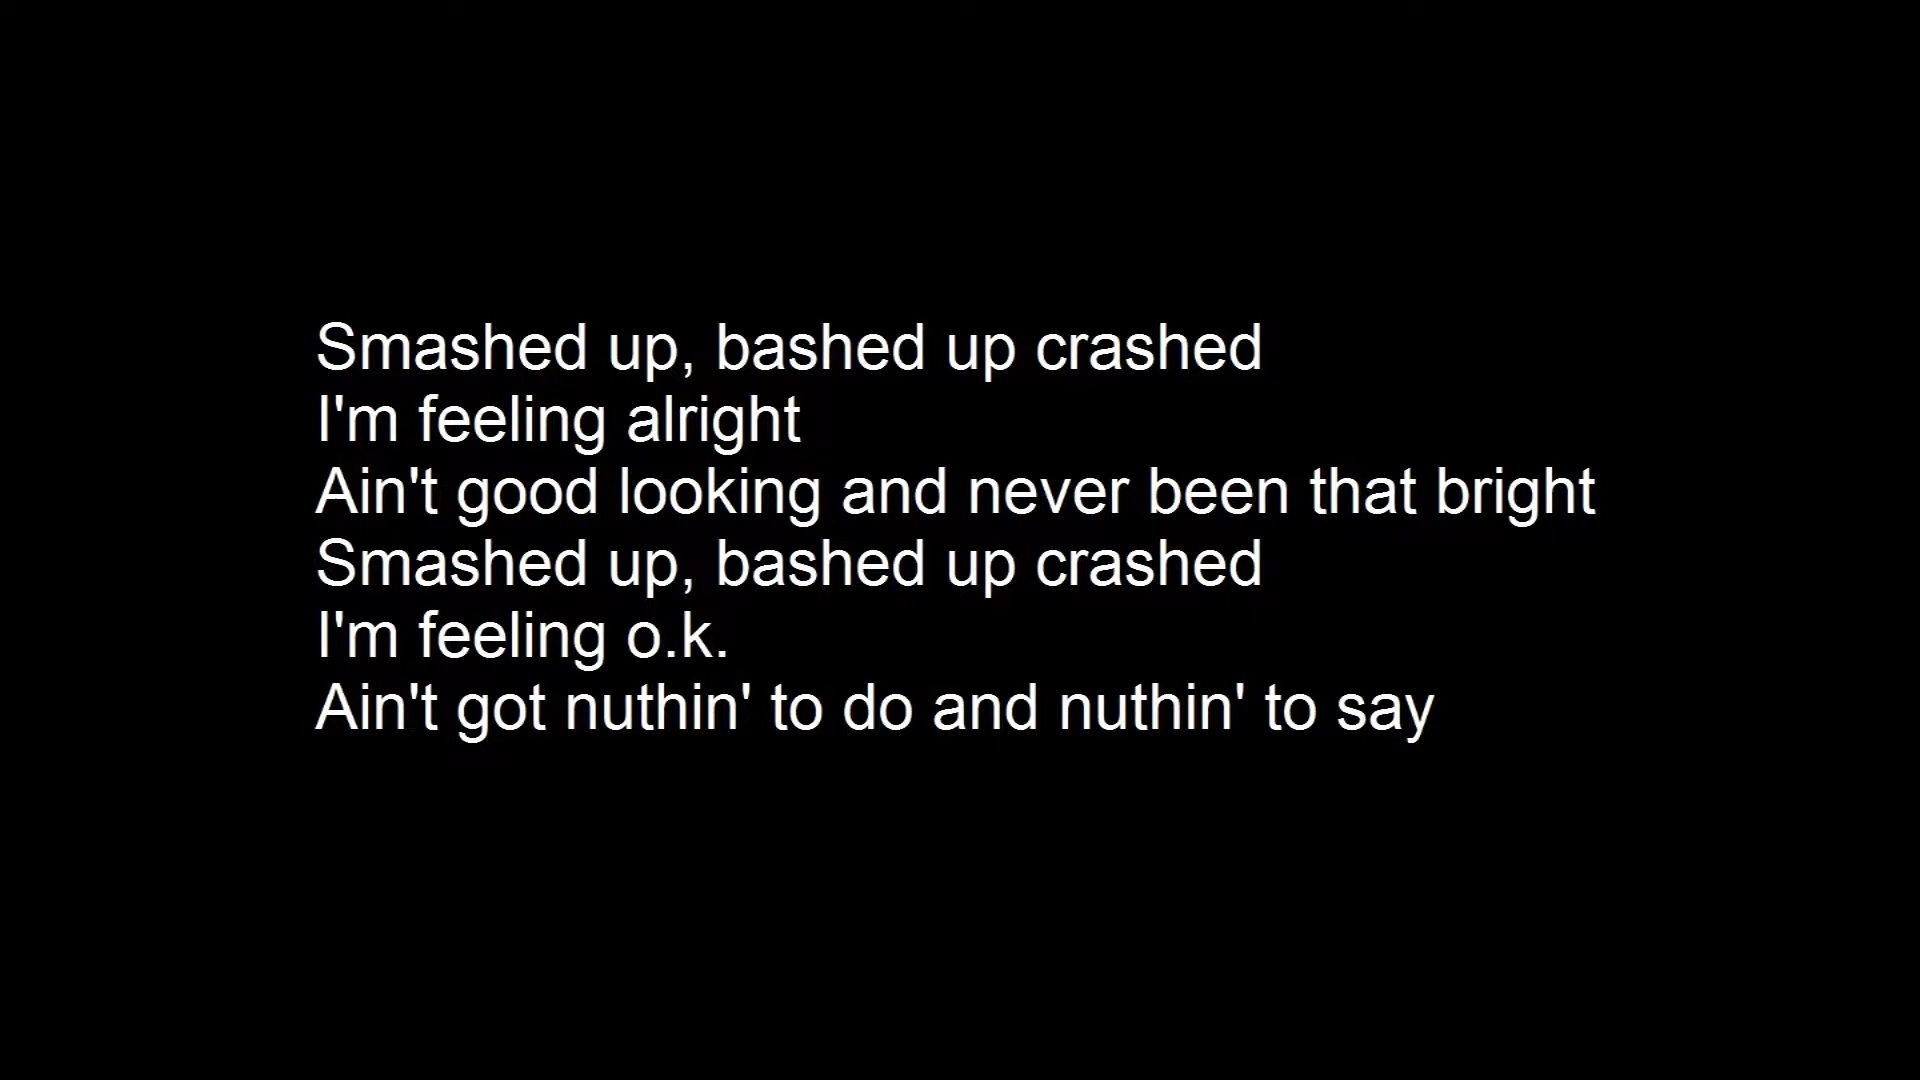 Smashed up, bashed up crashed
I'm feeling alright
Ain't good looking and never been that bright
Smashed up, bashed up crashed
I'm feeling o.k.
Ain't got nuthin' to do and nuthin' to say